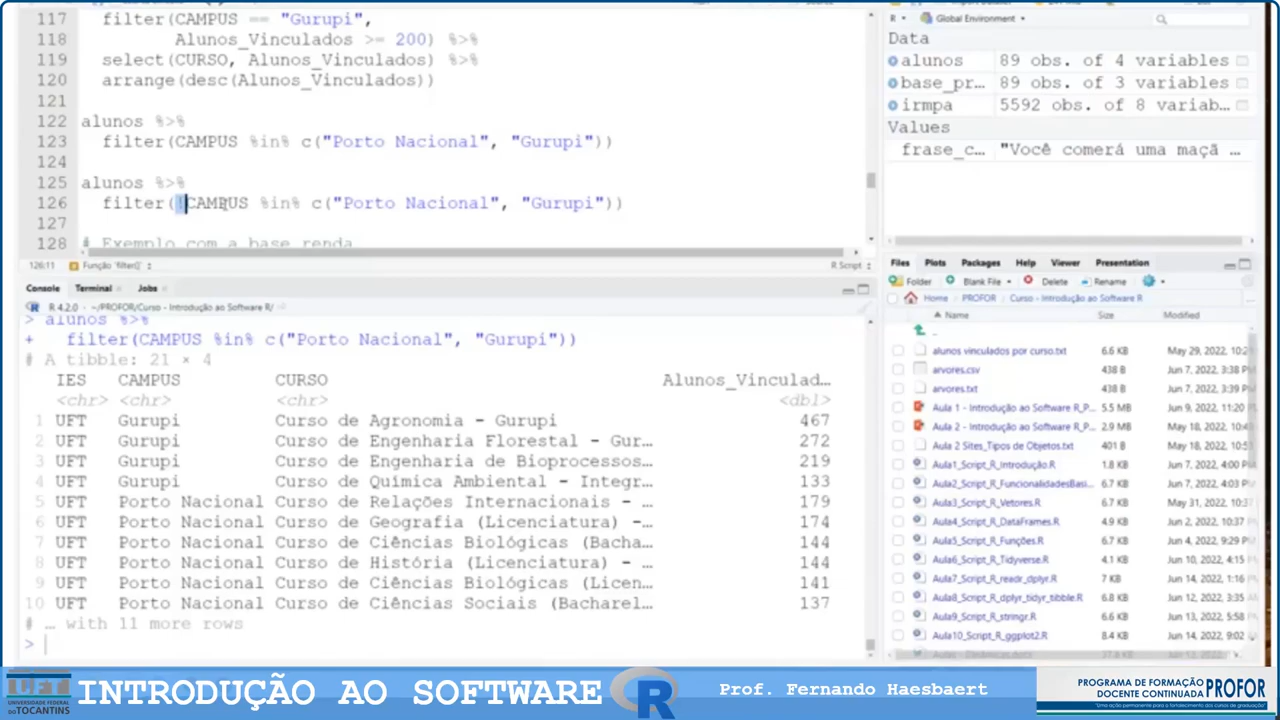 117   filter(CAMPUS == "Gurupi",
118          Alunos_Vinculados >= 200) %>%
119   select(CURSO, Alunos_Vinculados) %>%
120   arrange(desc(Alunos_Vinculados))
121
122 alunos %>%
123   filter(CAMPUS %in% c("Porto Nacional", "Gurupi"))
124
125 alunos %>%
126   filter(!CAMPUS %in% c("Porto Nacional", "Gurupi"))
127
128 # Exemplo com a base renda
126:11 Função 'filter()' R Script
Console Terminal Jobs
R 4.2.0 · ~/PROFOR/Curso - Introdução ao Software R/
> alunos %>%
+   filter(CAMPUS %in% c("Porto Nacional", "Gurupi"))
# A tibble: 21 × 4
IES CAMPUS CURSO Alunos_Vinculad…
<chr> <chr> <chr> <dbl>
1 UFT Gurupi Curso de Agronomia - Gurupi 467
2 UFT Gurupi Curso de Engenharia Florestal - Gur… 272
3 UFT Gurupi Curso de Engenharia de Bioprocessos… 219
4 UFT Gurupi Curso de Química Ambiental - Integr… 133
5 UFT Porto Nacional Curso de Relações Internacionais - … 179
6 UFT Porto Nacional Curso de Geografia (Licenciatura) -… 174
7 UFT Porto Nacional Curso de Ciências Biológicas (Bacha… 144
8 UFT Porto Nacional Curso de História (Licenciatura) - … 144
9 UFT Porto Nacional Curso de Ciências Biológicas (Licen… 141
10 UFT Porto Nacional Curso de Ciências Sociais (Bacharel… 137
# … with 11 more rows
>
R Global Environment
Data
alunos 89 obs. of 4 variables
base_pr… 89 obs. of 3 variables
irmpa 5592 obs. of 8 variab…
Values
frase_c… "Você comerá uma maçã …
Files Plots Packages Help Viewer Presentation
Folder Blank File Delete Rename
Home PROFOR Curso - Introdução ao Software R
Name Size Modified
..
alunos vinculados por curso.txt 6.6 KB May 29, 2022, 10:2
arvores.csv 438 B Jun 7, 2022, 3:38 P
arvores.txt 438 B Jun 7, 2022, 3:39 P
Aula 1 - Introdução ao Software R_P... 5.5 MB Jun 9, 2022, 11:20
Aula 2 - Introdução ao Software R_P... 2.9 MB May 18, 2022, 10:4
Aula 2 Sites_Tipos de Objetos.txt 401 B May 18, 2022, 10:5
Aula1_Script_R_Introdução.R 1.8 KB Jun 7, 2022, 4:00 P
Aula2_Script_R_FuncionalidadesBasi... 6.7 KB Jun 7, 2022, 4:03 P
Aula3_Script_R_Vetores.R 6.7 KB May 31, 2022, 10:37
Aula4_Script_R_DataFrames.R 4.9 KB Jun 2, 2022, 10:37
Aula5_Script_R_Funções.R 6.7 KB Jun 4, 2022, 9:29 P
Aula6_Script_R_Tidyverse.R 4.1 KB Jun 10, 2022, 4:15
Aula7_Script_R_readr_dplyr.R 7 KB Jun 14, 2022, 1:16
Aula8_Script_R_dplyr_tidyr_tibble.R 6.8 KB Jun 12, 2022, 3:35
Aula9_Script_R_stringr.R 6.6 KB Jun 13, 2022, 5:58
Aula10_Script_R_ggplot2.R 8.4 KB Jun 14, 2022, 9:02
UFT
UNIVERSIDADE FEDERAL
DO TOCANTINS
INTRODUÇÃO AO SOFTWARE R
Prof. Fernando Haesbaert
PROGRAMA DE FORMAÇÃO
DOCENTE CONTINUADA PROFOR
"Uma ação permanente para o fortalecimento dos cursos de graduação"